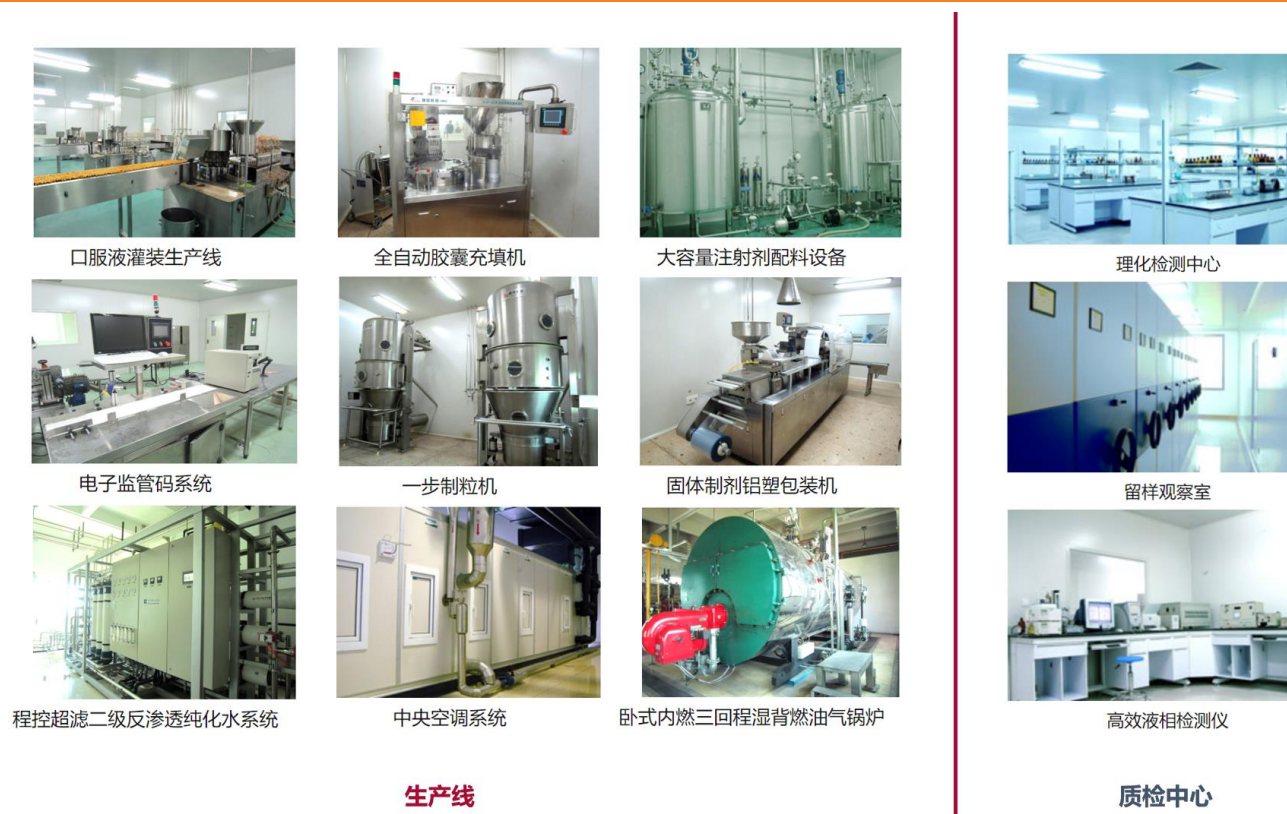 口服液灌装生产线
全自动胶囊充填机
大容量注射剂配料设备
电子监管码系统
一步制粒机
固体制剂铝塑包装机
程控超滤二级反渗透纯化水系统
中央空调系统
卧式内燃三回程湿背燃油气锅炉
生产线
理化检测中心
留样观察室
高效液相检测仪
质检中心